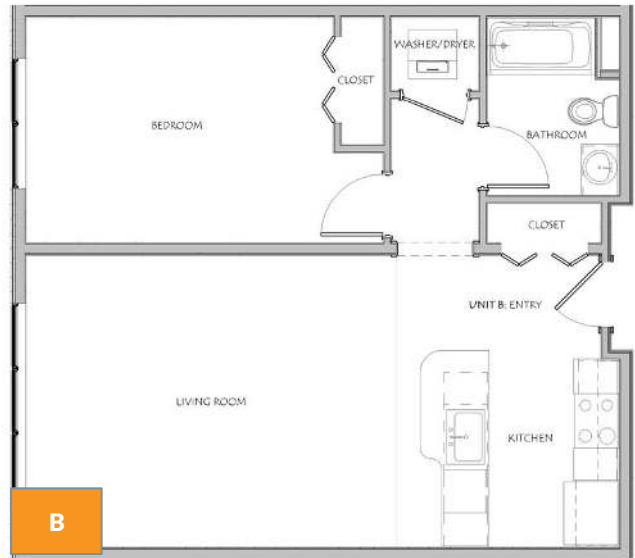 WASHER/DRYER
CLOSET
BEDROOM
BATHROOM
CLOSET
UNIT B: ENTRY
LIVING ROOM
KITCHEN
B